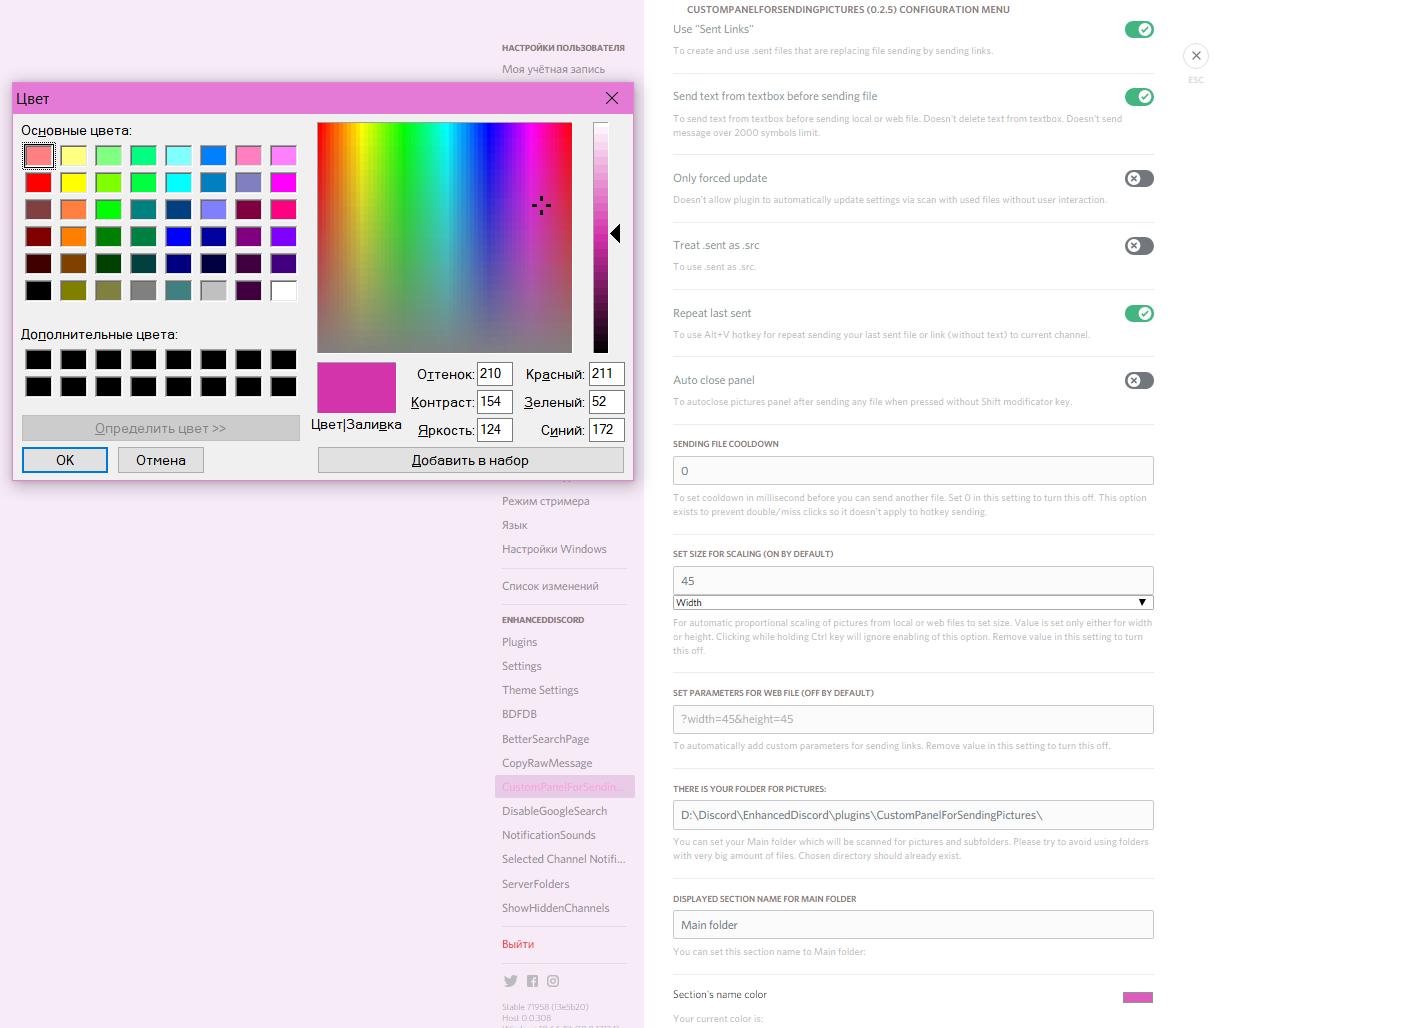 НАСТРОЙКИ ПОЛЬЗОВАТЕЛЯ
Моя учётная запись
Цвет
Основные цвета:
Дополнительные цвета:
Определить цвет >>
OK
Отмена
Цвет|Заливка
Оттенок: 210
Контраст: 154
Яркость: 124
Красный: 211
Зеленый: 52
Синий: 172
Добавить в набор
Режим стримера
Язык
Настройки Windows
Список изменений
ENHANCEDDISCORD
Plugins
Settings
Theme Settings
BDFDB
BetterSearchPage
CopyRawMessage
CustomPanelForSendin...
DisableGoogleSearch
NotificationSounds
Selected Channel Notifi...
ServerFolders
ShowHiddenChannels
Выйти
Stable 71958 (f3e5b20)
Host 0.0.308
CUSTOMPANELFORSENDINGPICTURES (0.2.5) CONFIGURATION MENU
Use "Sent Links"
To create and use .sent files that are replacing file sending by sending links.
ESC
Send text from textbox before sending file
To send text from textbox before sending local or web file. Doesn't delete text from textbox. Doesn't send
message over 2000 symbols limit.
Only forced update
Doesn't allow plugin to automatically update settings via scan with used files without user interaction.
Treat .sent as .src
To use .sent as .src.
Repeat last sent
To use Alt+V hotkey for repeat sending your last sent file or link (without text) to current channel.
Auto close panel
To autoclose pictures panel after sending any file when pressed without Shift modificator key.
SENDING FILE COOLDOWN
0
To set cooldown in millisecond before you can send another file. Set 0 in this setting to turn this off. This option
exists to prevent double/miss clicks so it doesn't apply to hotkey sending.
SET SIZE FOR SCALING (ON BY DEFAULT)
45
Width
For automatic proportional scaling of pictures from local or web files to set size. Value is set only either for width
or height. Clicking while holding Ctrl key will ignore enabling of this option. Remove value in this setting to turn
this off.
SET PARAMETERS FOR WEB FILE (OFF BY DEFAULT)
?width=45&height=45
To automatically add custom parameters for sending links. Remove value in this setting to turn this off.
THERE IS YOUR FOLDER FOR PICTURES:
D:\Discord\EnhancedDiscord\plugins\CustomPanelForSendingPictures\
You can set your Main folder which will be scanned for pictures and subfolders. Please try to avoid using folders
with very big amount of files. Chosen directory should already exist.
DISPLAYED SECTION NAME FOR MAIN FOLDER
Main folder
You can set this section name to Main folder:
Section's name color
Your current color is: